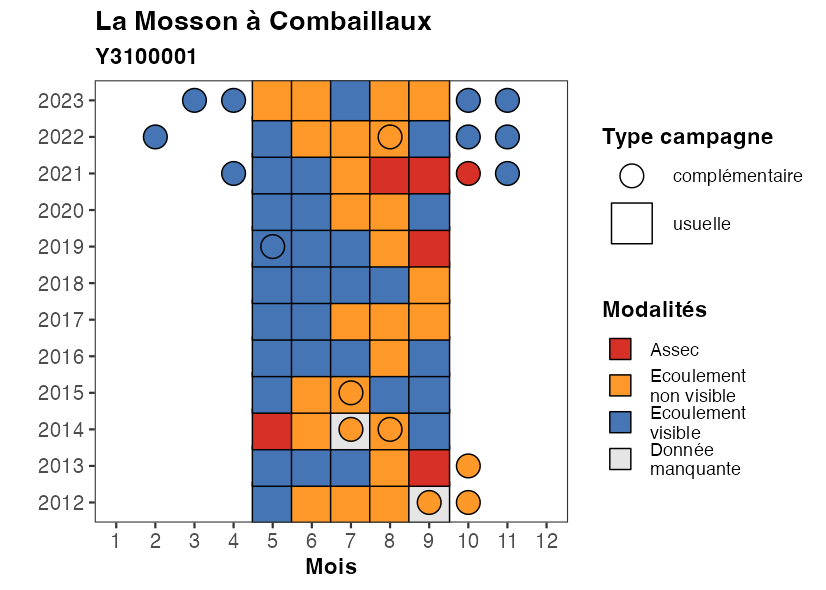 La Mosson à Combaillaux
Y3100001
2023
2022
2021
2020
2019
2018
2017
2016
2015
2014
2013
2012
1 2 3 4 5 6 7 8 9 10 11 12
Mois
Type campagne
complémentaire
usuelle
Modalités
Assec
Ecoulement
non visible
Ecoulement
visible
Donnée
manquante